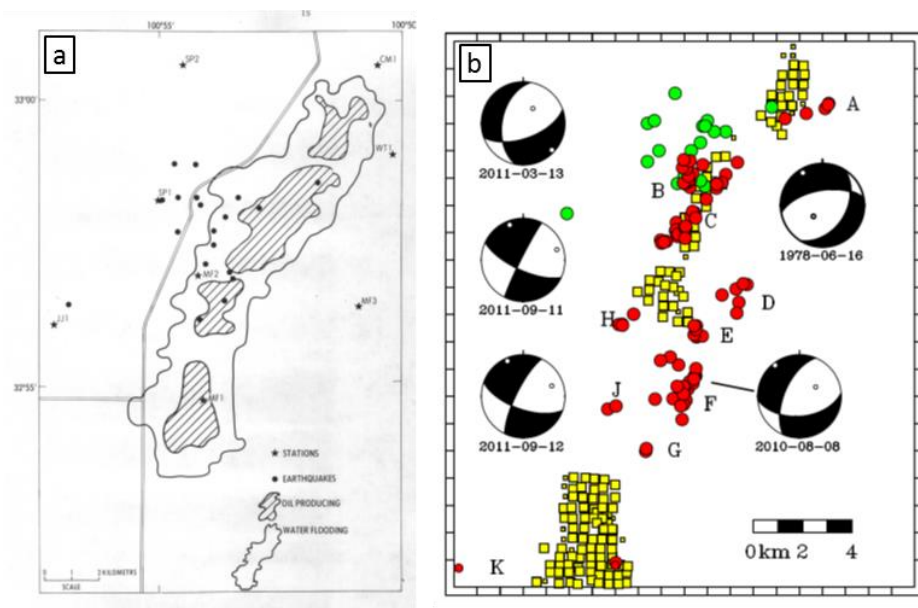 a
100°55'
100°50'
SP2
CM1
33°00'
WT1
SP1
MF2
MF3
JJ1
32°55'
MF1
STATIONS
EARTHQUAKES
OIL PRODUCING
WATER FLOODING
SCALE
b
A
2011-03-13
B
C
1978-06-16
2011-09-11
D
H
E
J
F
2011-09-12
2010-08-08
G
0 km 2 4
K